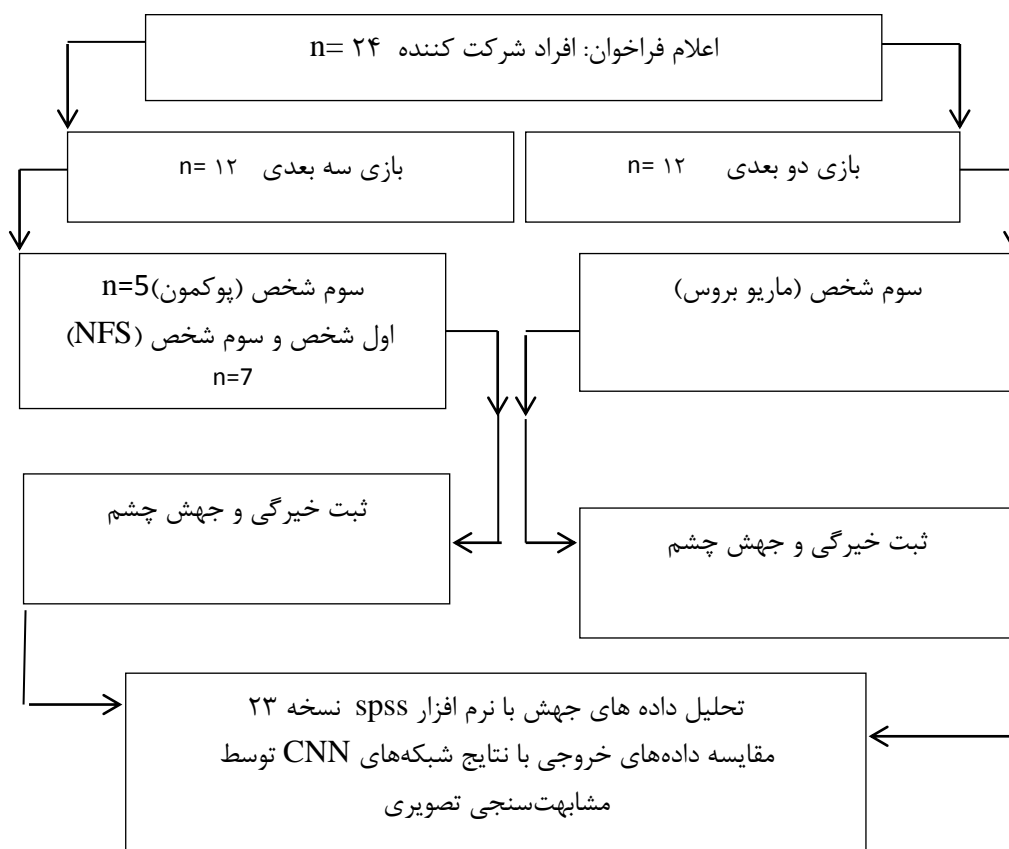 اعلام فراخوان: افراد شرکت کننده n= ۲۴
بازی دو بعدی n= ۱۲
بازی سه بعدی n= ۱۲
سوم شخص (ماریو بروس)
سوم شخص (پوکمون)n=5
اول شخص و سوم شخص (NFS)
n=7
ثبت خیرگی و جهش چشم
ثبت خیرگی و جهش چشم
تحلیل داده های جهش با نرم افزار spss نسخه ۲۳
مقایسه داده‌های خروجی با نتایج شبکه‌های CNN توسط
مشابهت‌سنجی تصویری